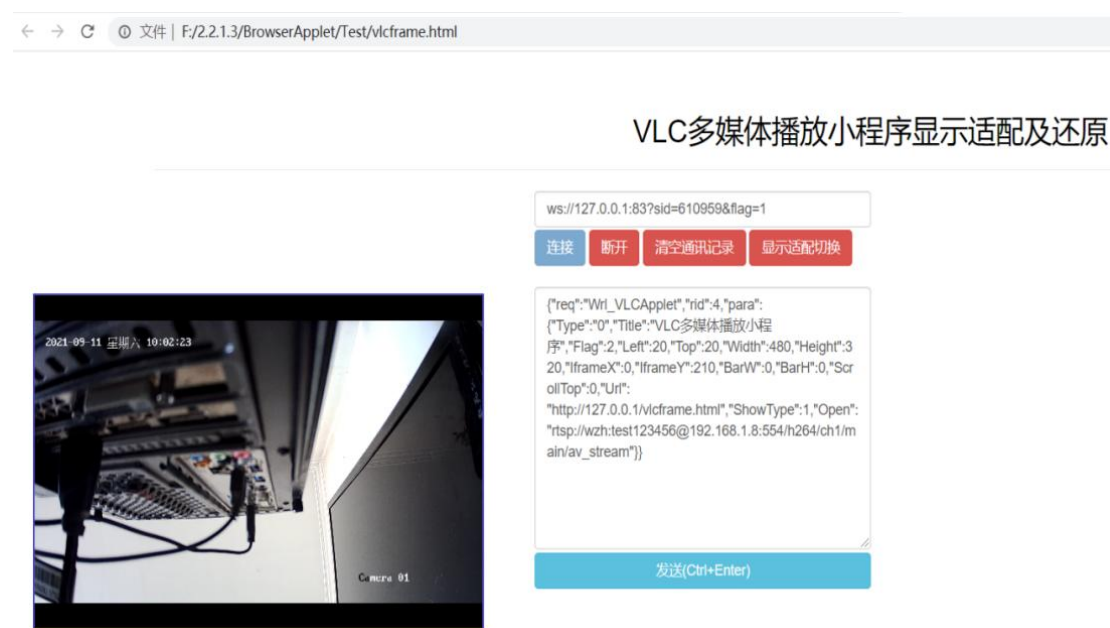 文件 | F:/2.2.1.3/BrowserApplet/Test/vlcframe.html
VLC多媒体播放小程序显示适配及还原
ws://127.0.0.1:83?sid=610959&flag=1
连接 断开 清空通讯记录 显示适配切换
{"req":"Wrl_VLCApplet","rid":4,"para":
{"Type":"0","Title":"VLC多媒体播放小程
序","Flag":2,"Left":20,"Top":20,"Width":480,"Height":3
20,"IframeX":0,"IframeY":210,"BarW":0,"BarH":0,"Scr
ollTop":0,"Url":
"http://127.0.0.1/vlcframe.html","ShowType":1,"Open":
"rtsp://wzh:test123456@192.168.1.8:554/h264/ch1/m
ain/av_stream"}}
发送(Ctrl+Enter)
2021-09-11 星期六 10:02:23
Camera 01